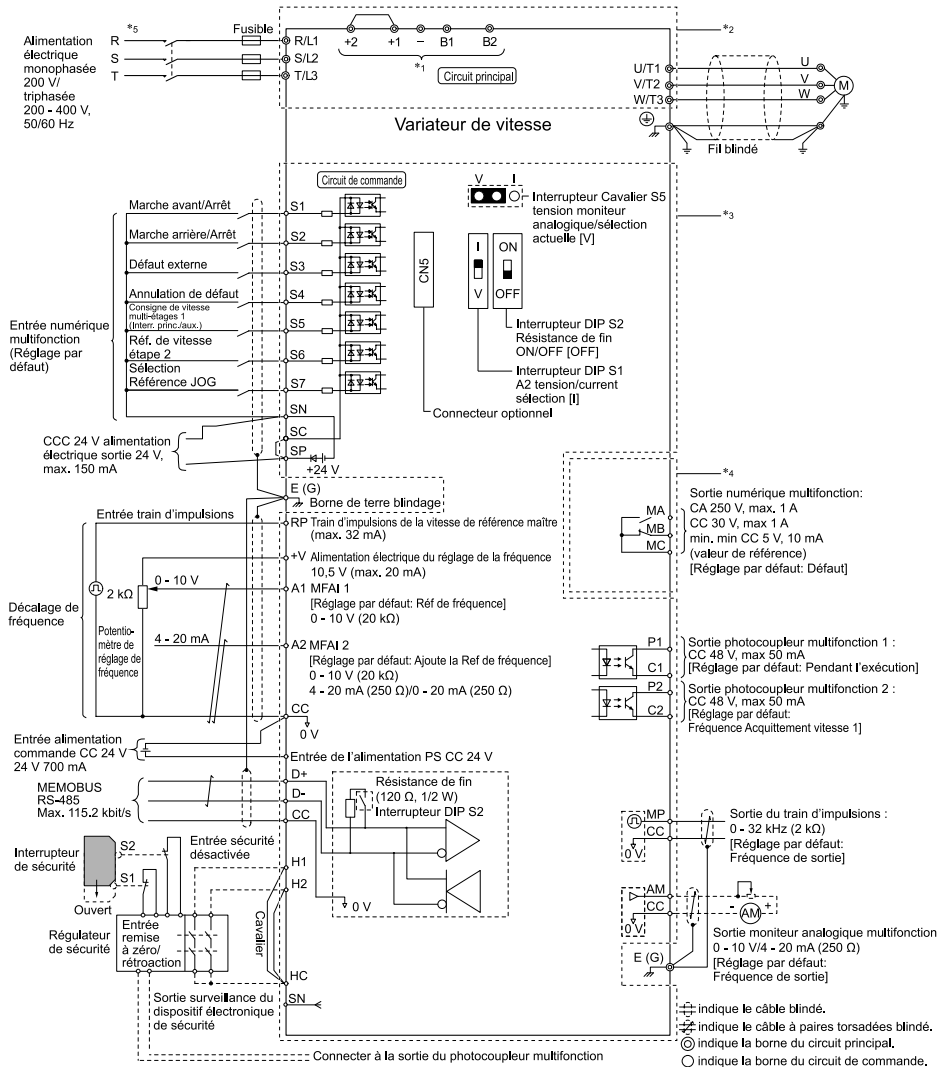 *5
Alimentation
électrique
monophasée
200 V/
triphasée
200 - 400 V,
50/60 Hz
R
S
T
Fusible
R/L1
S/L2
T/L3
+2
+1
–
B1
B2
*1
Circuit principal
*2
U/T1
V/T2
W/T3
U
V
W
M
Fil blindé
Variateur de vitesse
Circuit de commande
V
I
Interrupteur Cavalier S5
tension moniteur
analogique/sélection
actuelle [V]
*3
CN5
I
V
ON
OFF
Interrupteur DIP S2
Résistance de fin
ON/OFF [OFF]
Interrupteur DIP S1
A2 tension/current
sélection [I]
Connecteur optionnel
Entrée numérique
multifonction
(Réglage par
défaut)
Marche avant/Arrêt
S1
Marche arrière/Arrêt
S2
Défaut externe
S3
Annulation de défaut
S4
Consigne de vitesse
multi-étages 1
(Interr. princ./aux.)
S5
Réf. de vitesse
étape 2
S6
Sélection
Référence JOG
S7
SN
SC
SP
+24 V
CCC 24 V alimentation
électrique sortie 24 V,
max. 150 mA
E (G)
Borne de terre blindage
*4
MA
MB
MC
Sortie numérique multifonction:
CA 250 V, max. 1 A
CC 30 V, max 1 A
min. min CC 5 V, 10 mA
(valeur de référence)
[Réglage par défaut: Défaut]
Entrée train d'impulsions
RP Train d'impulsions de la vitesse de référence maître
(max. 32 mA)
+V Alimentation électrique du réglage de la fréquence
10,5 V (max. 20 mA)
0 - 10 V
2 kΩ
A1 MFAI 1
[Réglage par défaut: Réf de fréquence]
0 - 10 V (20 kΩ)
Décalage de
fréquence
Potentio-
mètre de
réglage de
fréquence
4 - 20 mA
A2 MFAI 2
[Réglage par défaut: Ajoute la Ref de fréquence]
0 - 10 V (20 kΩ)
4 - 20 mA (250 Ω)/0 - 20 mA (250 Ω)
CC
0 V
P1
C1
Sortie photocoupleur multifonction 1 :
CC 48 V, max 50 mA
[Réglage par défaut: Pendant l'exécution]
P2
C2
Sortie photocoupleur multifonction 2 :
CC 48 V, max 50 mA
[Réglage par défaut:
Fréquence Acquittement vitesse 1]
Entrée alimentation
commande CC 24 V
24 V 700 mA
Entrée de l'alimentation PS CC 24 V
MEMOBUS
RS-485
Max. 115.2 kbit/s
D+
D-
CC
Résistance de fin
(120 Ω, 1/2 W)
Interrupteur DIP S2
0 V
MP
CC
0 V
Sortie du train d'impulsions :
0 - 32 kHz (2 kΩ)
[Réglage par défaut:
Fréquence de sortie]
Interrupteur
de sécurité
S2
S1
Ouvert
Entrée sécurité
désactivée
H1
H2
Cavalier
HC
SN
AM
CC
0 V
-
AM
+
Sortie moniteur analogique multifonction
0 - 10 V/4 - 20 mA (250 Ω)
[Réglage par défaut:
Fréquence de sortie]
E (G)
Régulateur
de sécurité
Entrée
remise
à zéro/
rétroaction
Sortie surveillance du
dispositif électronique
de sécurité
Connecter à la sortie du photocoupleur multifonction
indique le câble blindé.
indique le câble à paires torsadées blindé.
indique la borne du circuit principal.
indique la borne du circuit de commande.